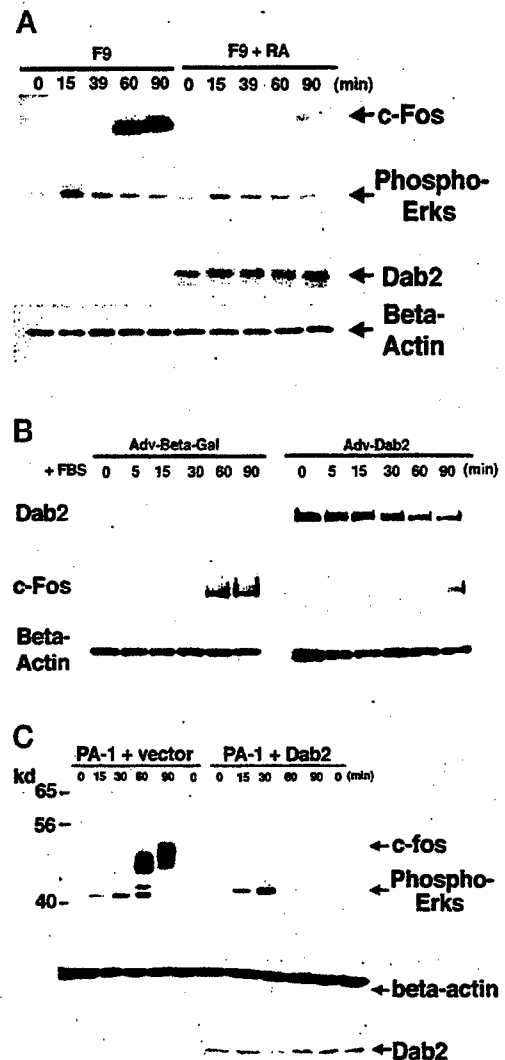 A
F9 F9 + RA
0 15 39 60 90 0 15 39 60 90 (min)
c-Fos
Phospho-
Erks
Dab2
Beta-
Actin
B
Adv-Beta-Gal Adv-Dab2
+ FBS 0 5 15 30 60 90 0 5 15 30 60 90 (min)
Dab2
c-Fos
Beta-
Actin
C
PA-1 + vector PA-1 + Dab2
kd 0 15 30 60 90 0 0 15 30 60 90 0 (min)
65
56
c-fos
Phospho-
Erks
40
beta-actin
Dab2